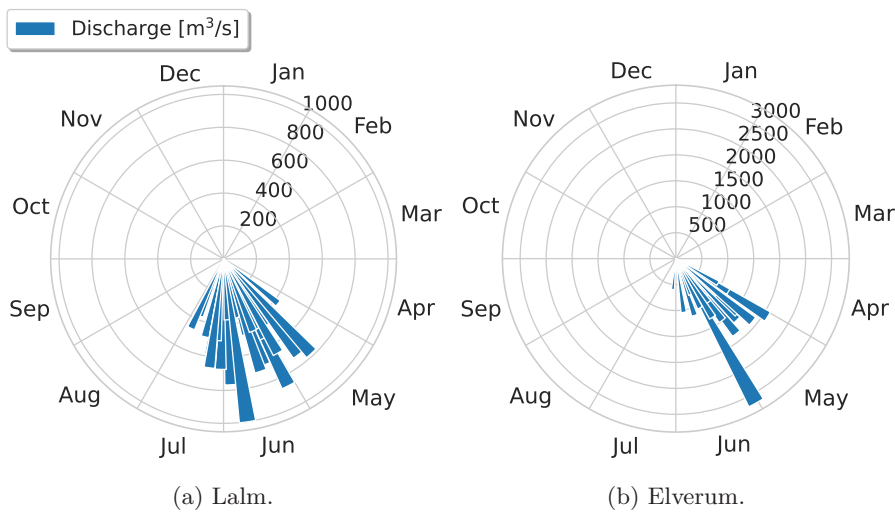 Discharge [m³/s]
Dec Jan
Nov Feb
Oct Mar
Sep Apr
Aug May
Jul Jun
1000
800
600
400
200
(a) Lalm.
Dec Jan
Nov Feb
Oct Mar
Sep Apr
Aug May
Jul Jun
3000
2500
2000
1500
1000
500
(b) Elverum.